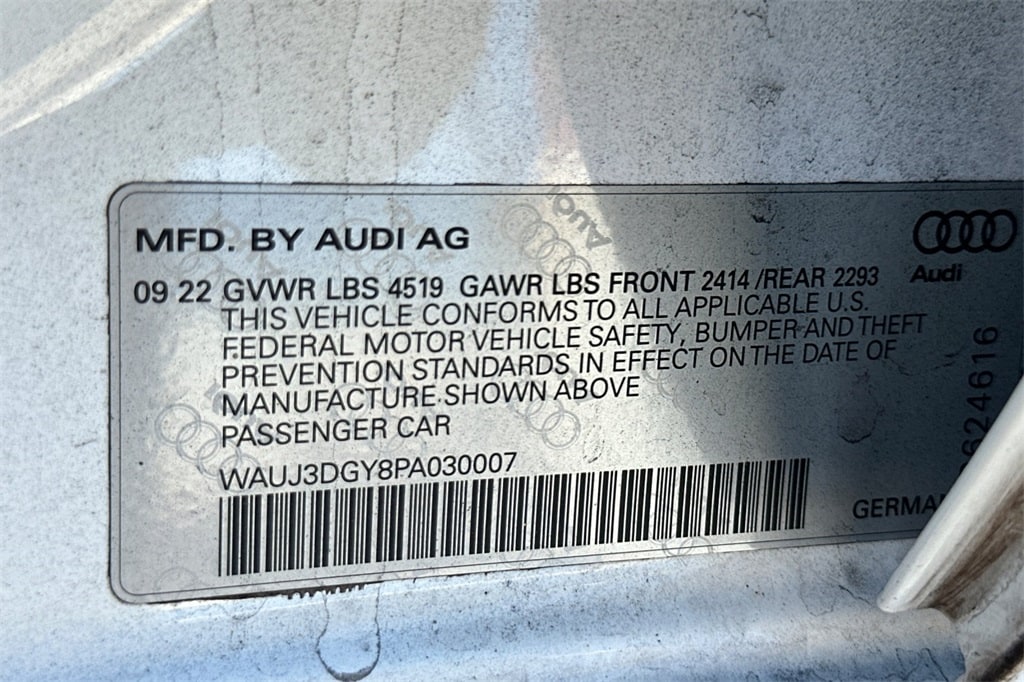 MFD. BY AUDI AG
Audi
09 22 GVWR LBS 4519 GAWR LBS FRONT 2414 /REAR 2293
THIS VEHICLE CONFORMS TO ALL APPLICABLE U.S.
FEDERAL MOTOR VEHICLE SAFETY, BUMPER AND THEFT
PREVENTION STANDARDS IN EFFECT ON THE DATE OF
MANUFACTURE SHOWN ABOVE
PASSENGER CAR
WAUJ3DGY8PA030007
Audi